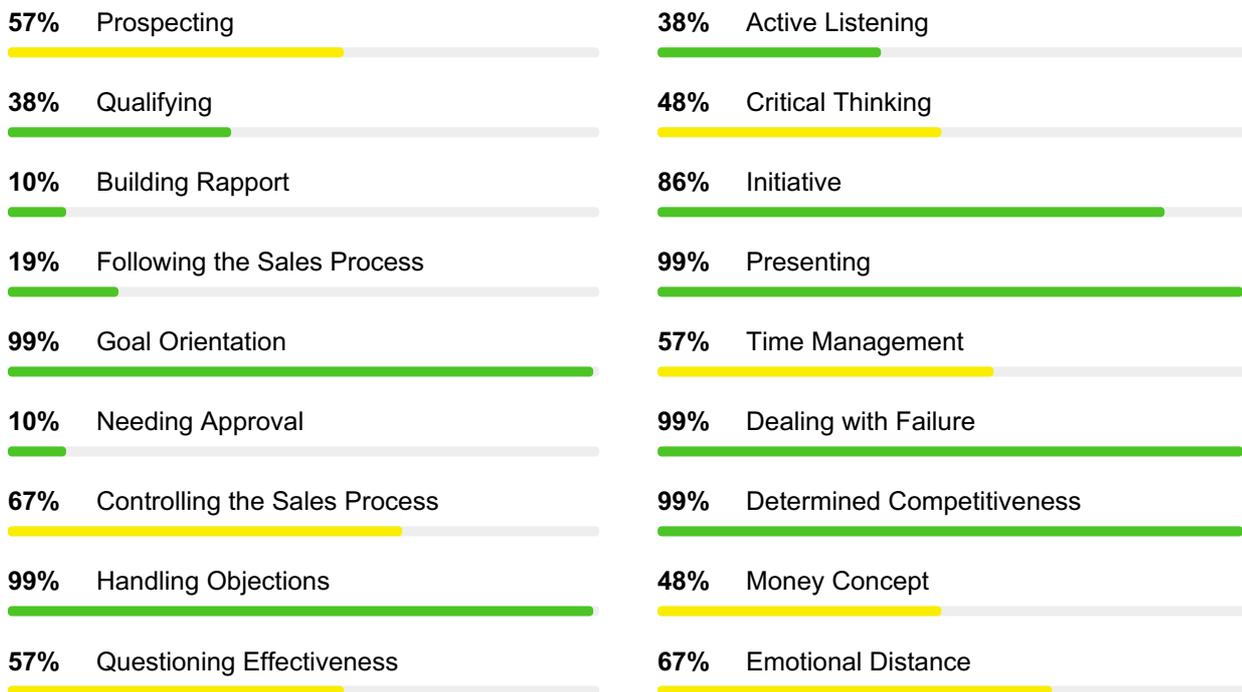 57% Prospecting
38% Qualifying
10% Building Rapport
19% Following the Sales Process
99% Goal Orientation
10% Needing Approval
67% Controlling the Sales Process
99% Handling Objections
57% Questioning Effectiveness
38% Active Listening
48% Critical Thinking
86% Initiative
99% Presenting
57% Time Management
99% Dealing with Failure
99% Determined Competitiveness
48% Money Concept
67% Emotional Distance